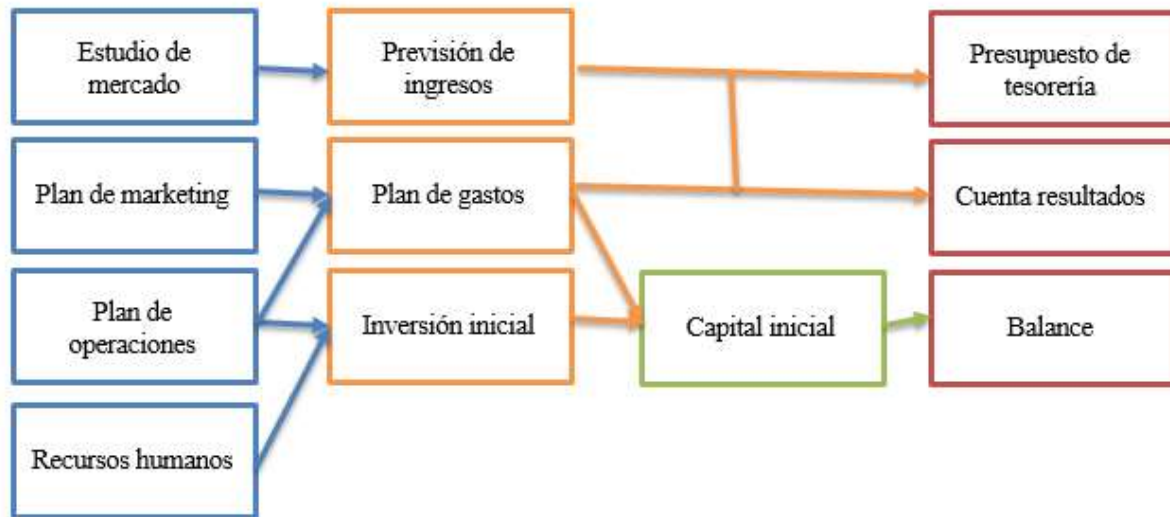 Estudio de
mercado
Previsión de
ingresos
Presupuesto de
tesorería
Plan de marketing
Plan de gastos
Cuenta resultados
Plan de
operaciones
Inversión inicial
Capital inicial
Balance
Recursos humanos